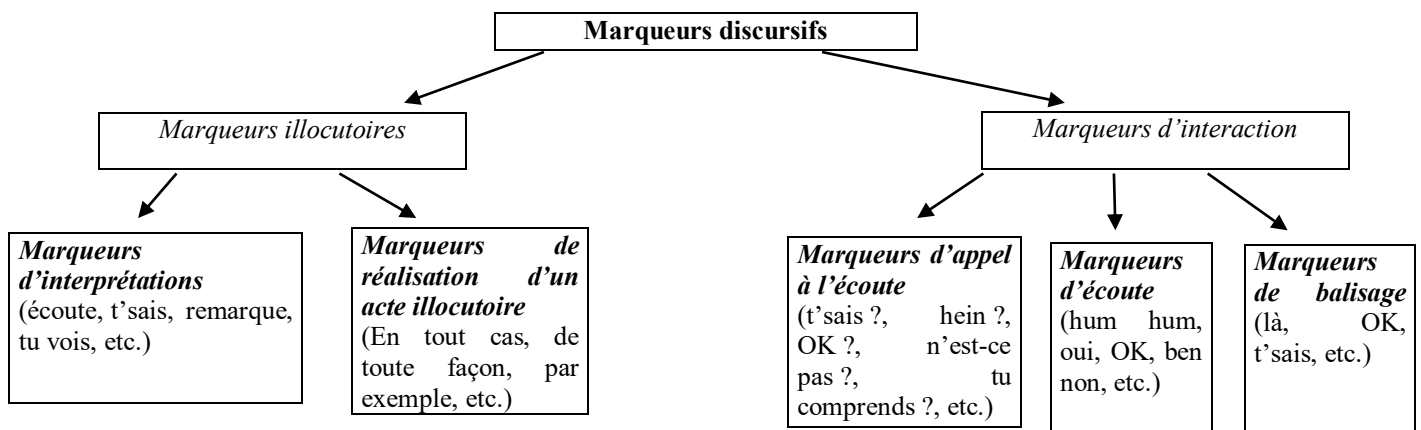 Marqueurs discursifs
Marqueurs illocutoires
Marqueurs d’interaction
Marqueurs
d’interprétations
(écoute, t’sais, remarque,
tu vois, etc.)
Marqueurs de
réalisation d’un
acte illocutoire
(En tout cas, de
toute façon, par
exemple, etc.)
Marqueurs d’appel
à l’écoute
(t’sais ?, hein ?,
OK ?, n’est-ce
pas ?, tu
comprends ?, etc.)
Marqueurs
d’écoute
(hum hum,
oui, OK, ben
non, etc.)
Marqueurs
de balisage
(là, OK,
t’sais, etc.)